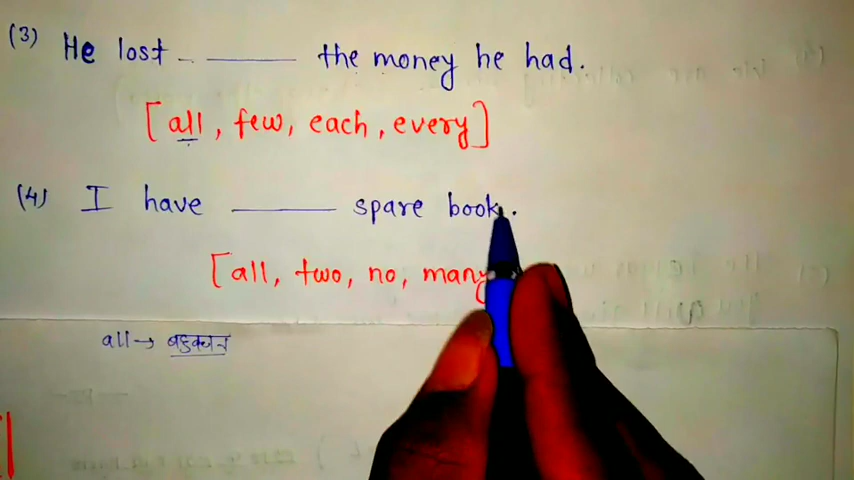 (3) He lost _____ the money he had.
[all, few, each, every]
(4) I have _____ spare book.
[all, two, no, many
all → बहुवचन